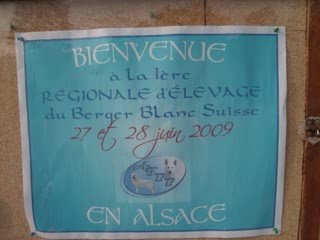 BIENVENUE
à la 1ère
RÉGIONALE d'ÉLEVAGE
du Berger Blanc Suisse
27 et 28 juin 2009
EN ALSACE